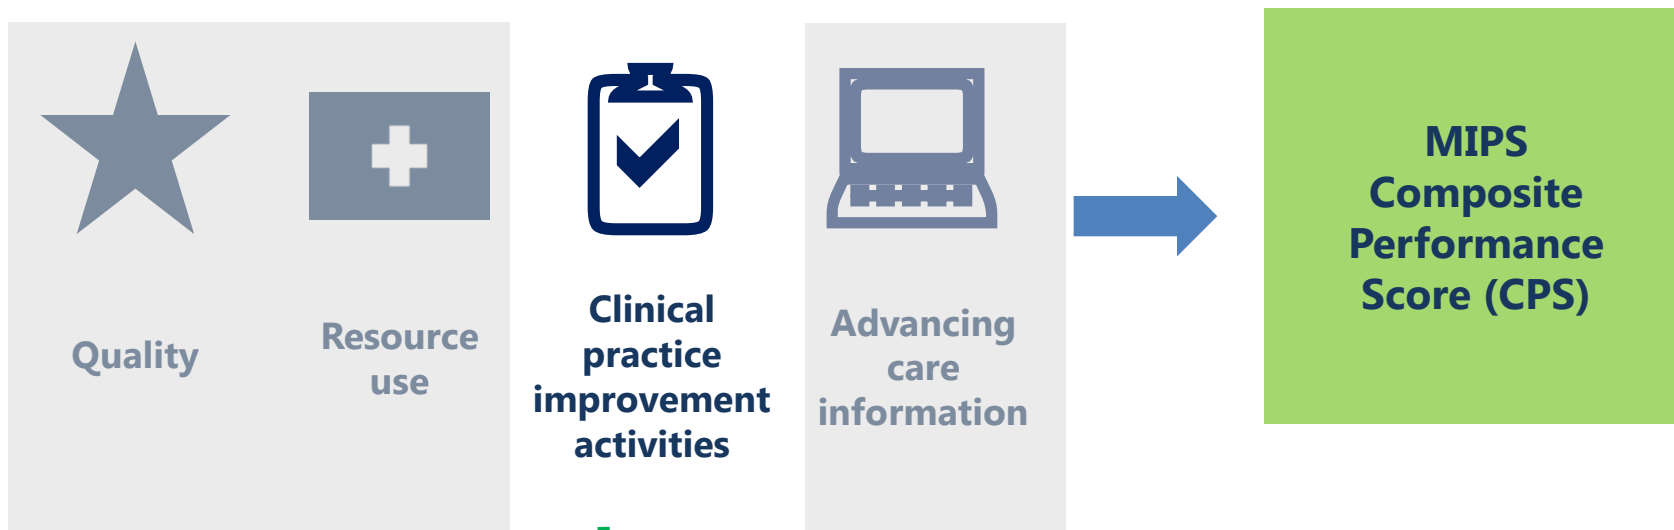 Quality
Resource
use
Clinical
practice
improvement
activities
Advancing
care
information
MIPS
Composite
Performance
Score (CPS)